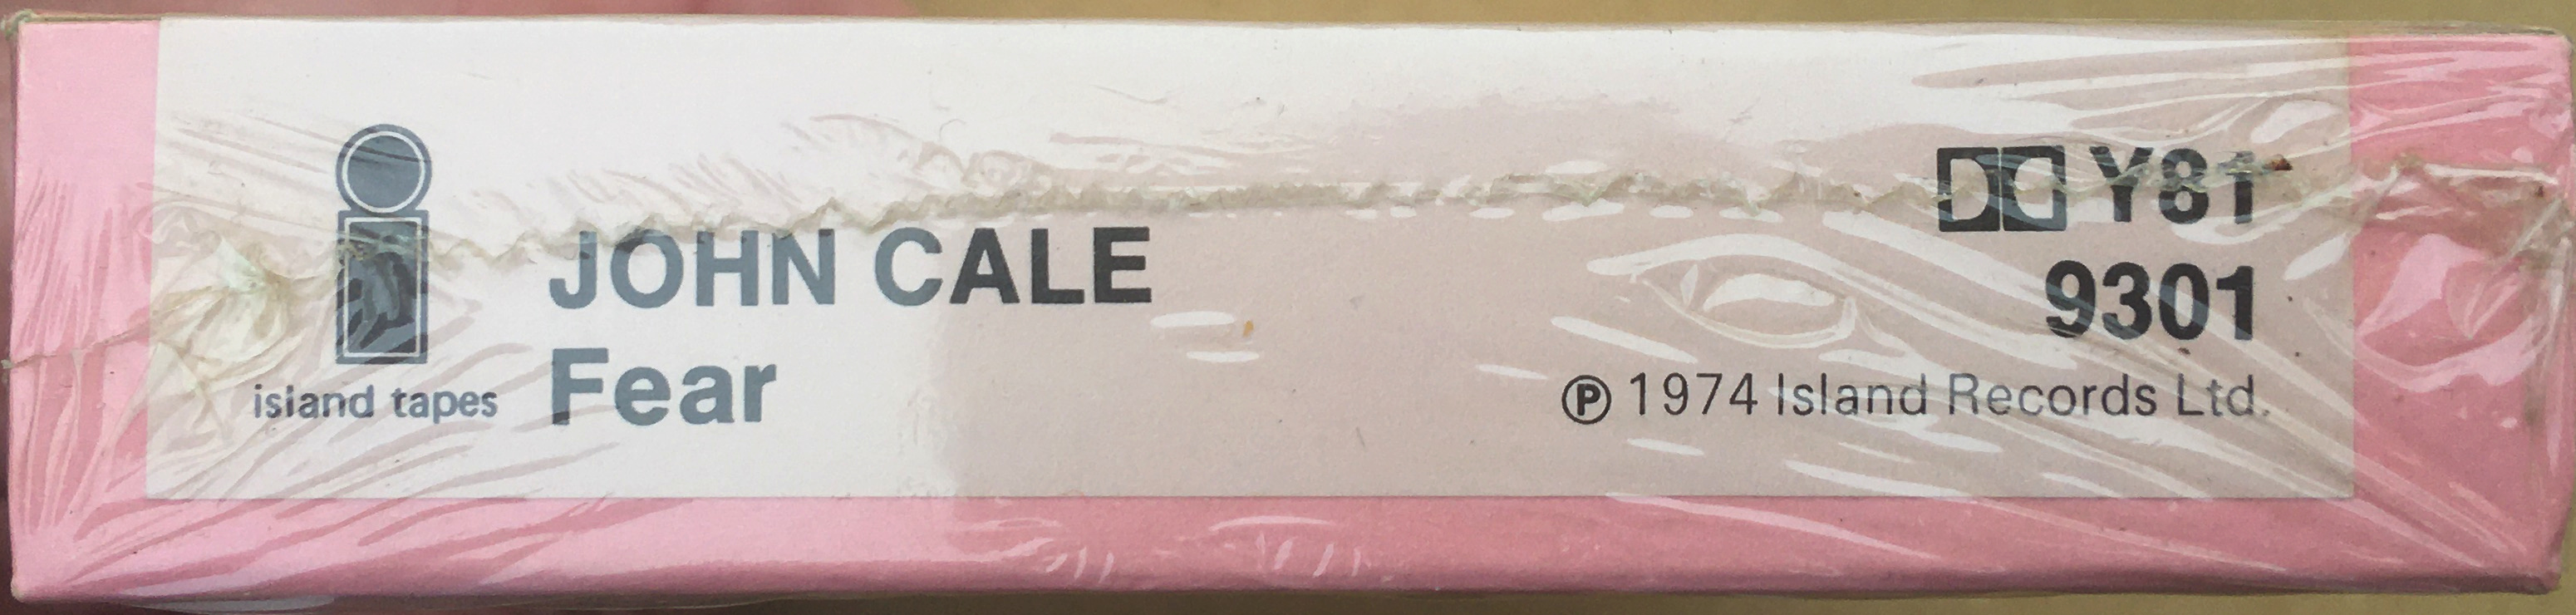 island tapes
JOHN CALE
Fear
Y81
9301
℗ 1974 Island Records Ltd.